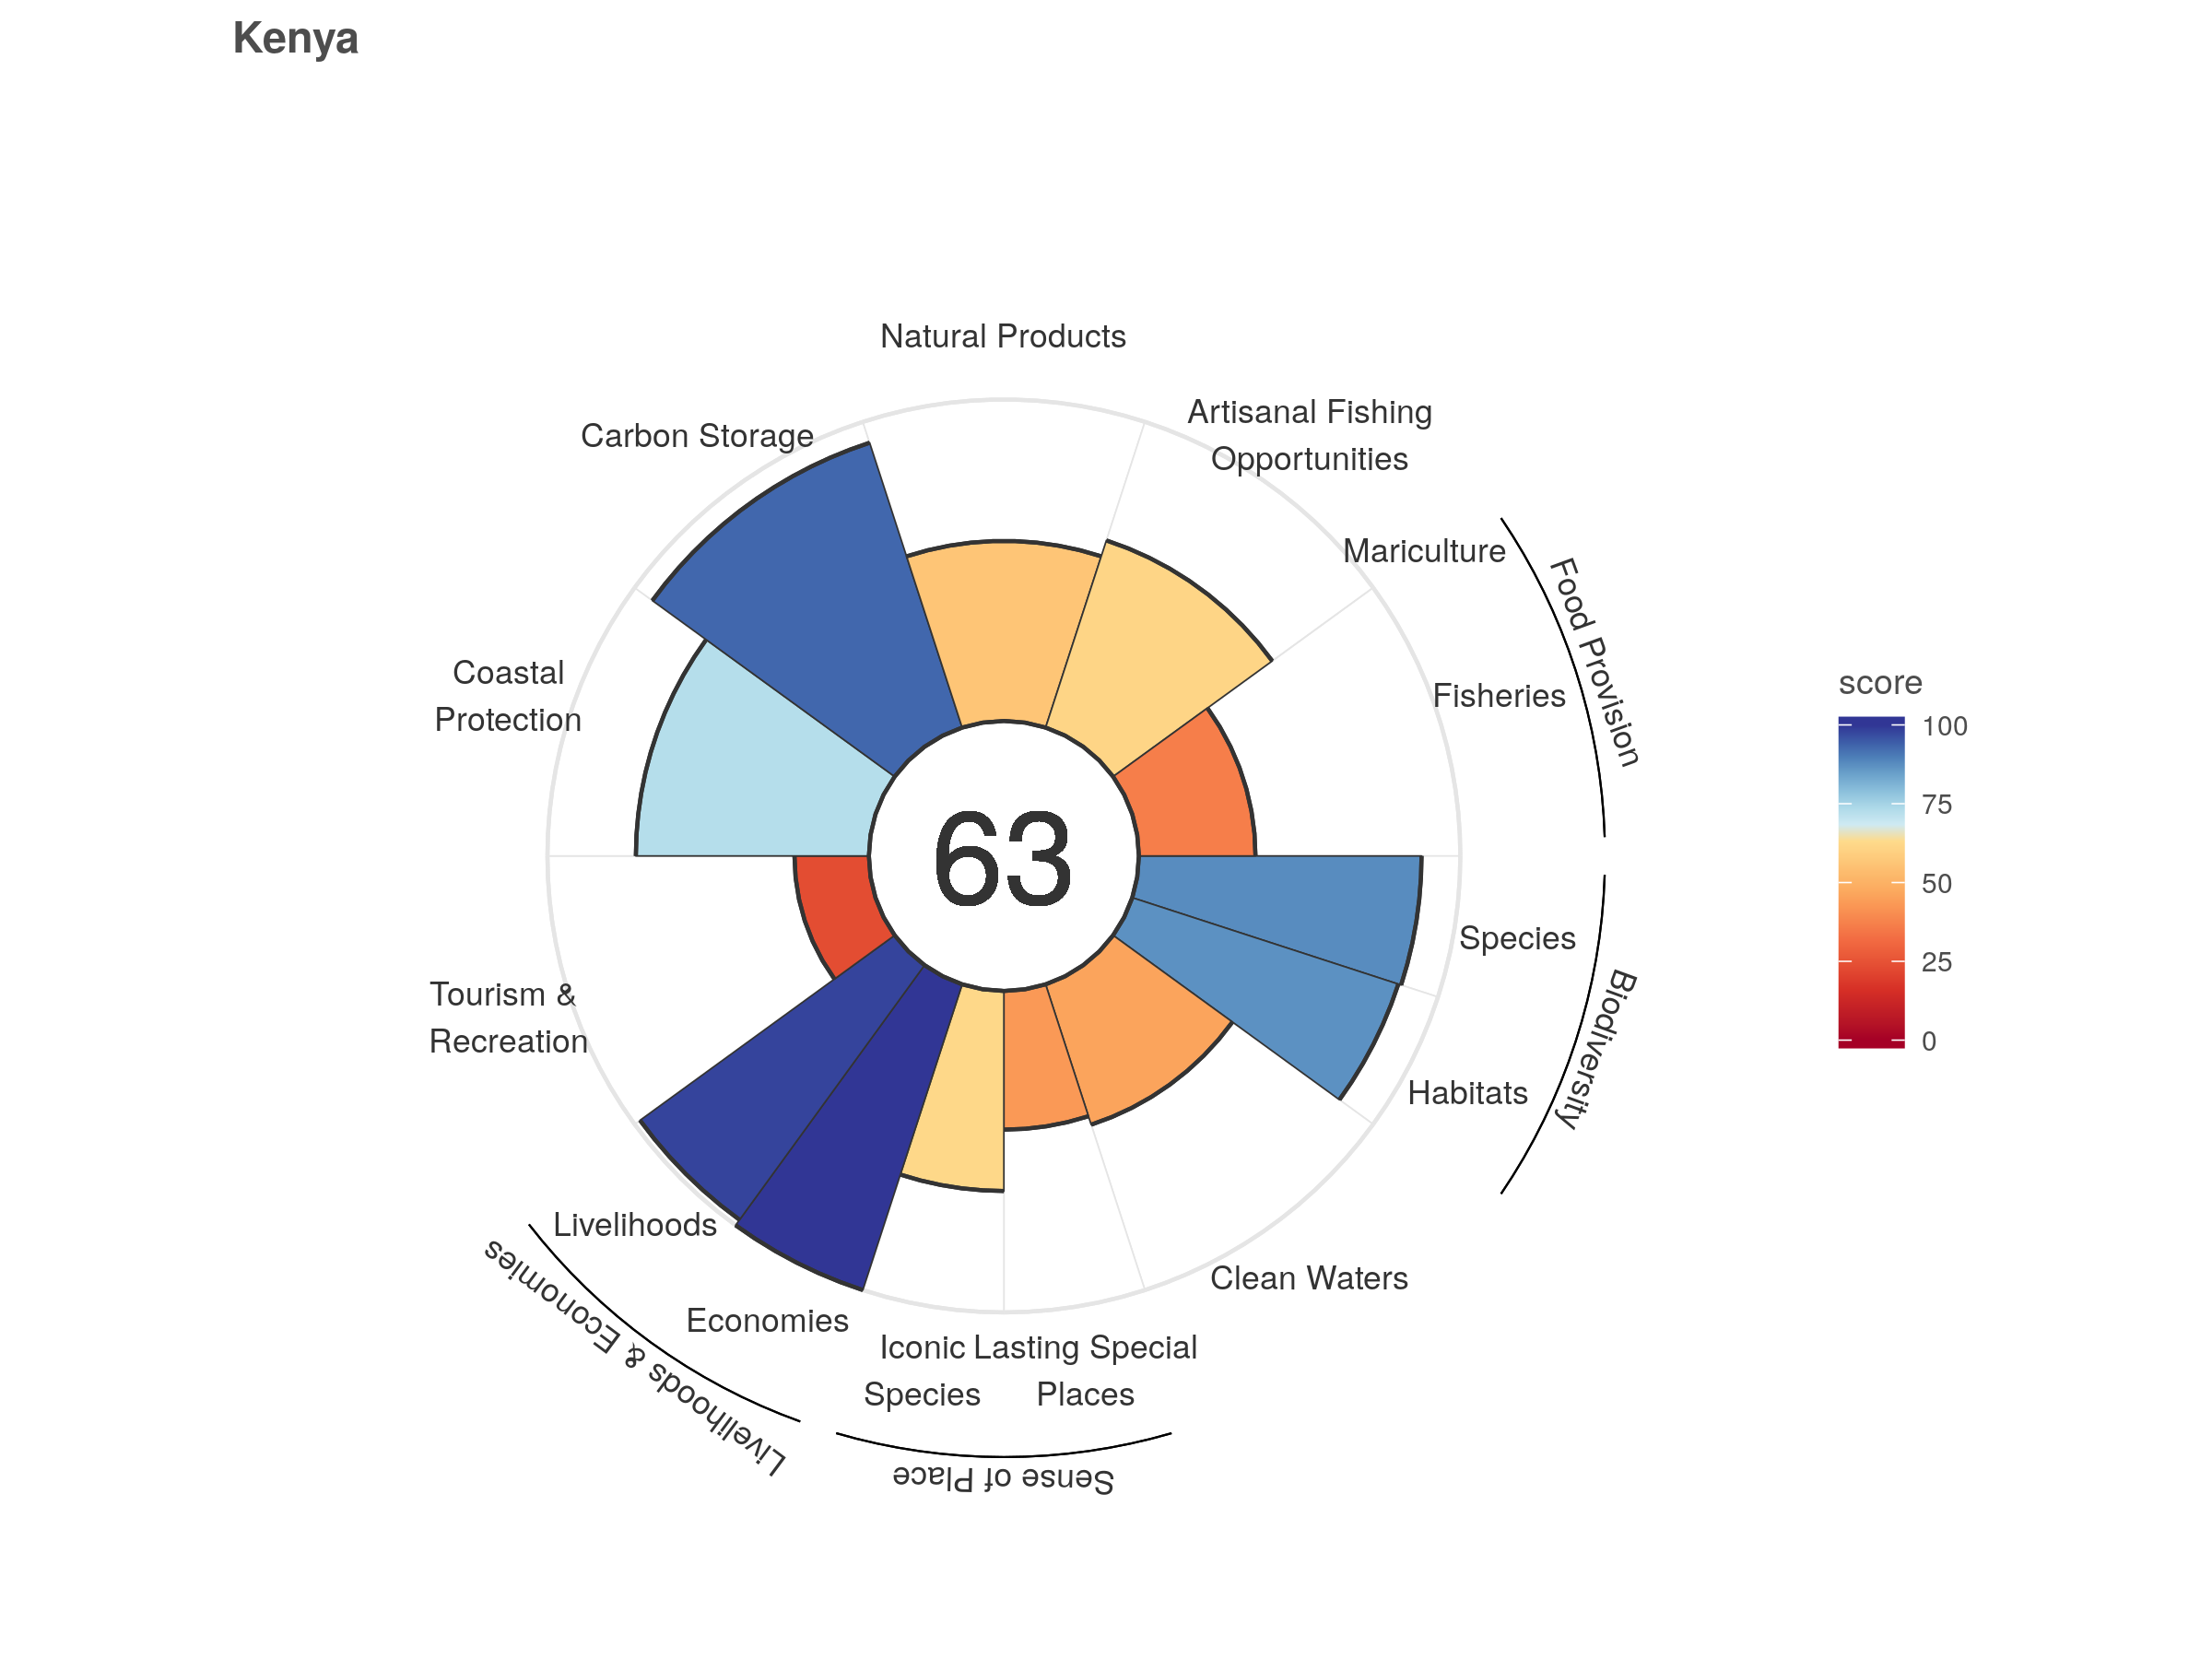 Kenya
Natural Products
Artisanal Fishing
Opportunities
Carbon Storage
Mariculture
Food Provision
Fisheries
Coastal
Protection
63
Species
Biodiversity
Habitats
Tourism &
Recreation
Livelihoods
Economies
Livelihoods & Economies
Clean Waters
Iconic
Species
Lasting Special
Places
Sense of Place
score
100
75
50
25
0